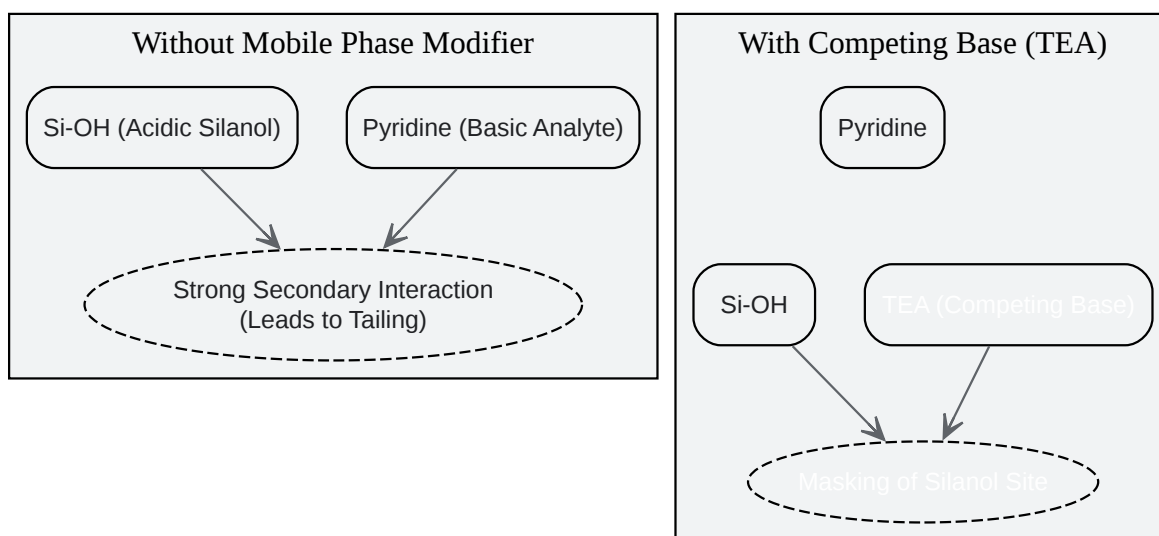 Without Mobile Phase Modifier
Si-OH (Acidic Silanol)
Pyridine (Basic Analyte)
Strong Secondary Interaction
(Leads to Tailing)
With Competing Base (TEA)
Pyridine
Si-OH
TEA (Competing Base)
Masking of Silanol Site